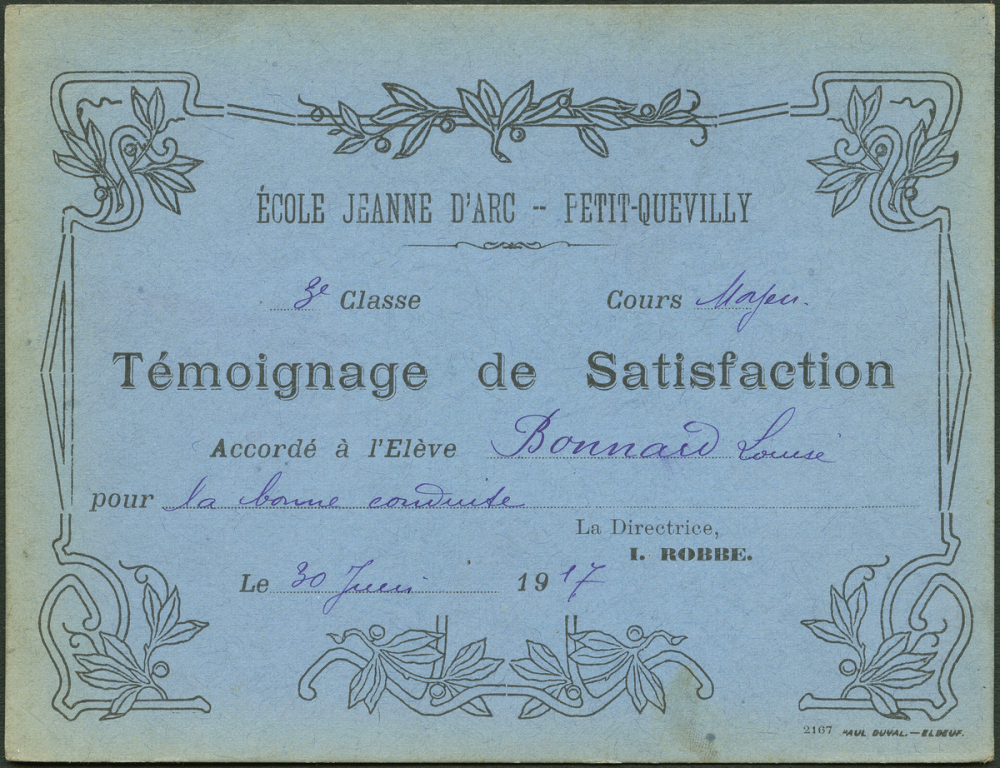 ÉCOLE JEANNE D'ARC -- PETIT-QUEVILLY
3e Classe Cours Moyen.
Témoignage de Satisfaction
Accordé à l'Elève Bonnard Louise
pour la bonne conduite
La Directrice,
I. ROBBE.
Le 30 Juin 1917
2167 PAUL DUVAL.—ELBEUF.